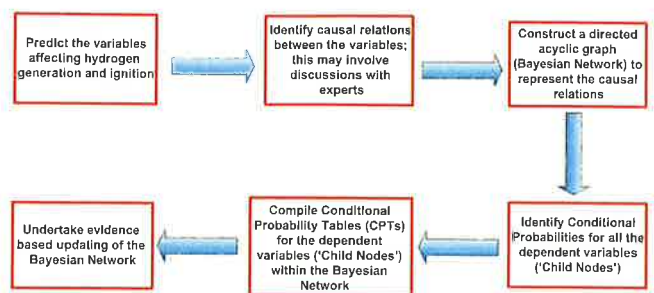 Predict the variables
affecting hydrogen
generation and ignition
Identify causal relations
between the variables;
this may involve
discussions with
experts
Construct a directed
acyclic graph
(Bayesian Network) to
represent the causal
relations
Identify Conditional
Probabilities for all the
dependent variables
('Child Nodes')
Compile Conditional
Probability Tables (CPTs)
for the dependent
variables ('Child Nodes')
within the Bayesian
Network
Undertake evidence
based updating of the
Bayesian Network